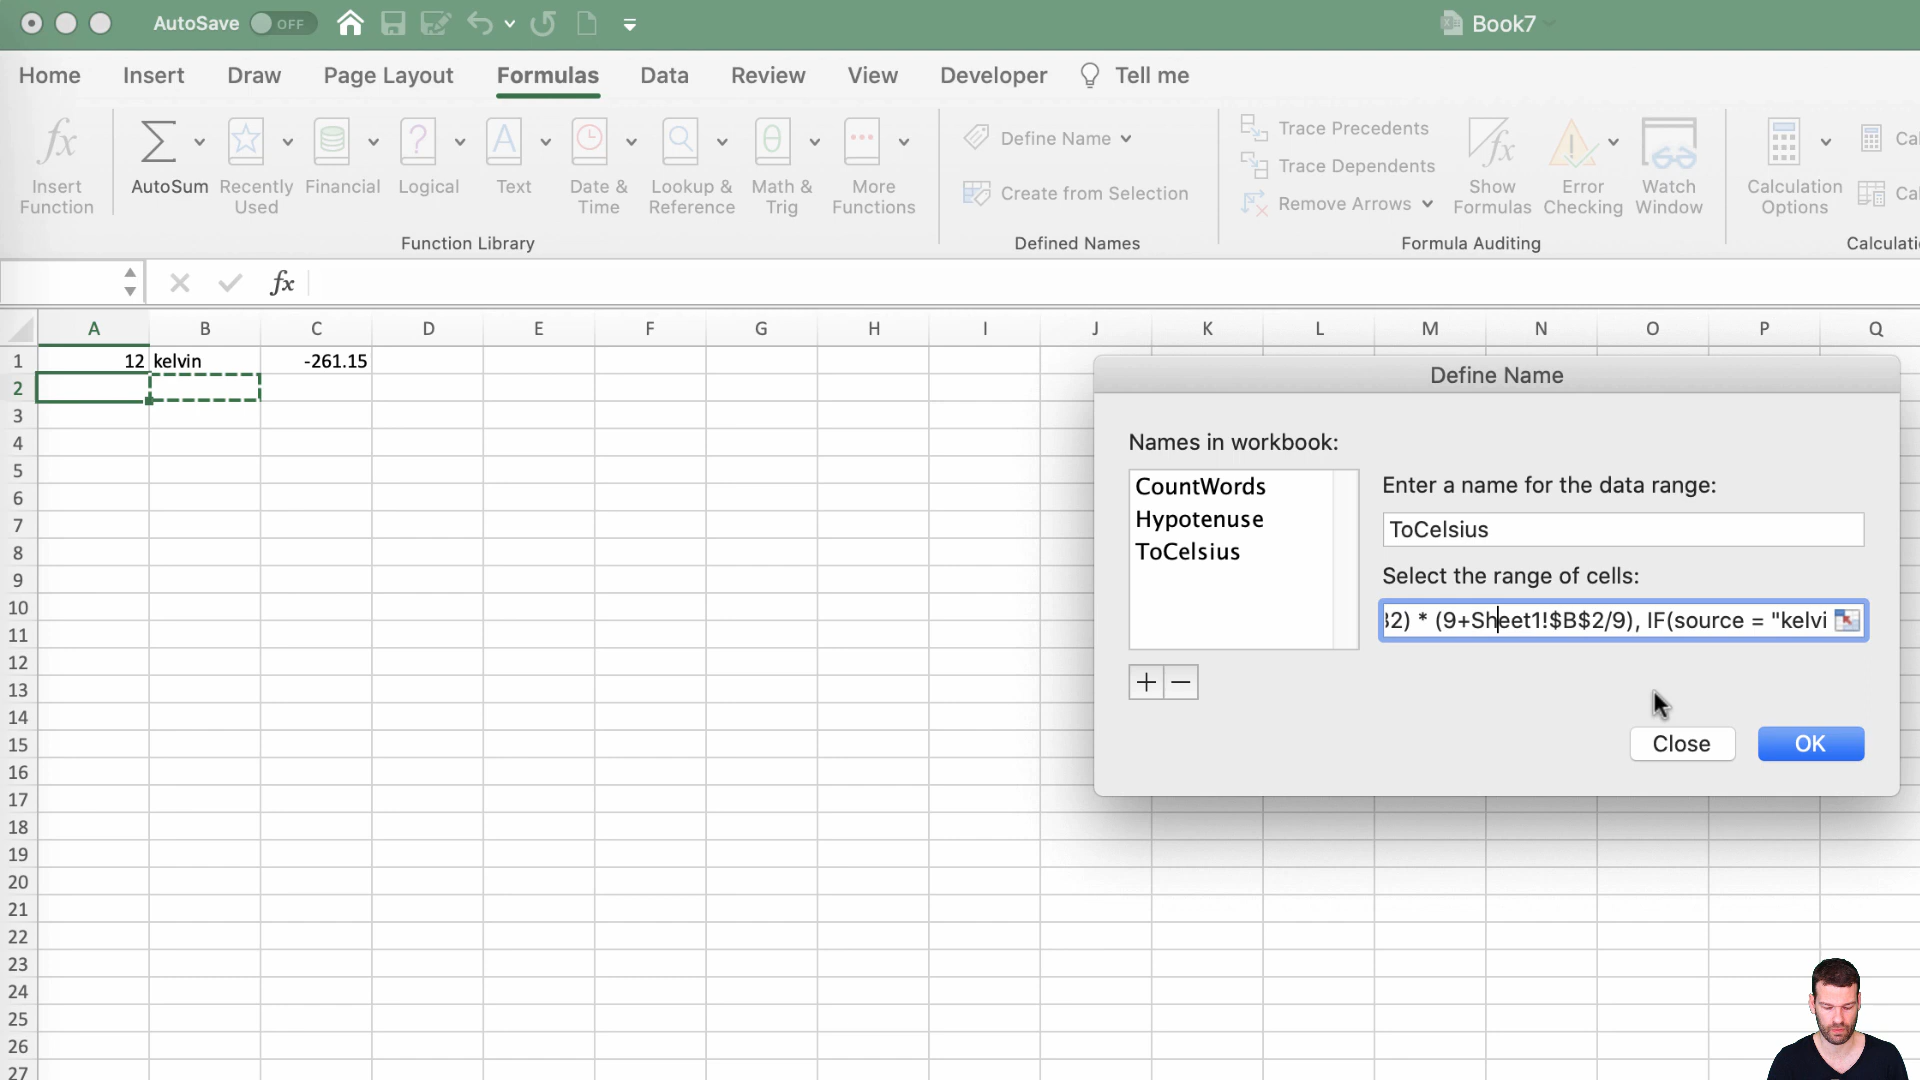 AutoSave OFF Book7
Home Insert Draw Page Layout Formulas Data Review View Developer Tell me
Insert Function
AutoSum
Recently Used
Financial
Logical
Text
Date & Time
Lookup & Reference
Math & Trig
More Functions
Function Library
Define Name
Create from Selection
Defined Names
Trace Precedents
Trace Dependents
Remove Arrows
Show Formulas
Error Checking
Watch Window
Formula Auditing
Calculation Options
fx
A B C D E F G H I J K L M N O P Q
1 12 kelvin -261.15
2
3
4
5
6
7
8
9
10
11
12
13
14
15
16
17
18
19
20
21
22
23
24
25
26
27
Define Name
Names in workbook:
CountWords
Hypotenuse
ToCelsius
Enter a name for the data range:
ToCelsius
Select the range of cells:
2) * (9+Sheet1!$B$2/9), IF(source = "kelvi
Close OK